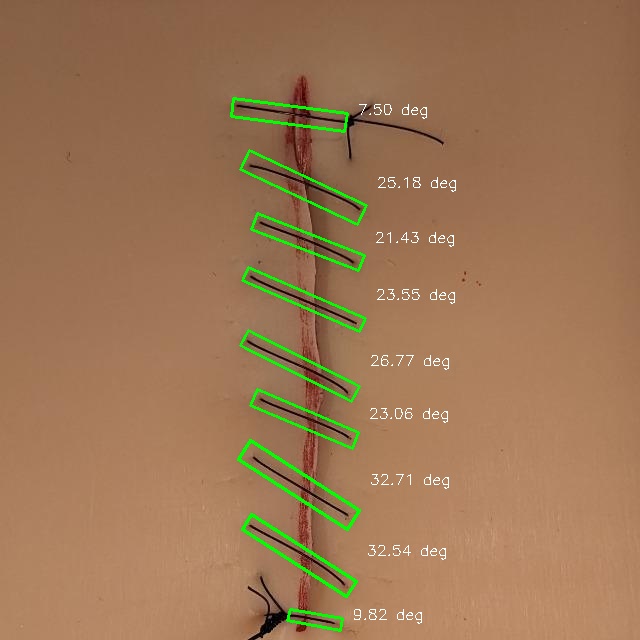 7.50 deg
25.18 deg
21.43 deg
23.55 deg
26.77 deg
23.06 deg
32.71 deg
32.54 deg
9.82 deg